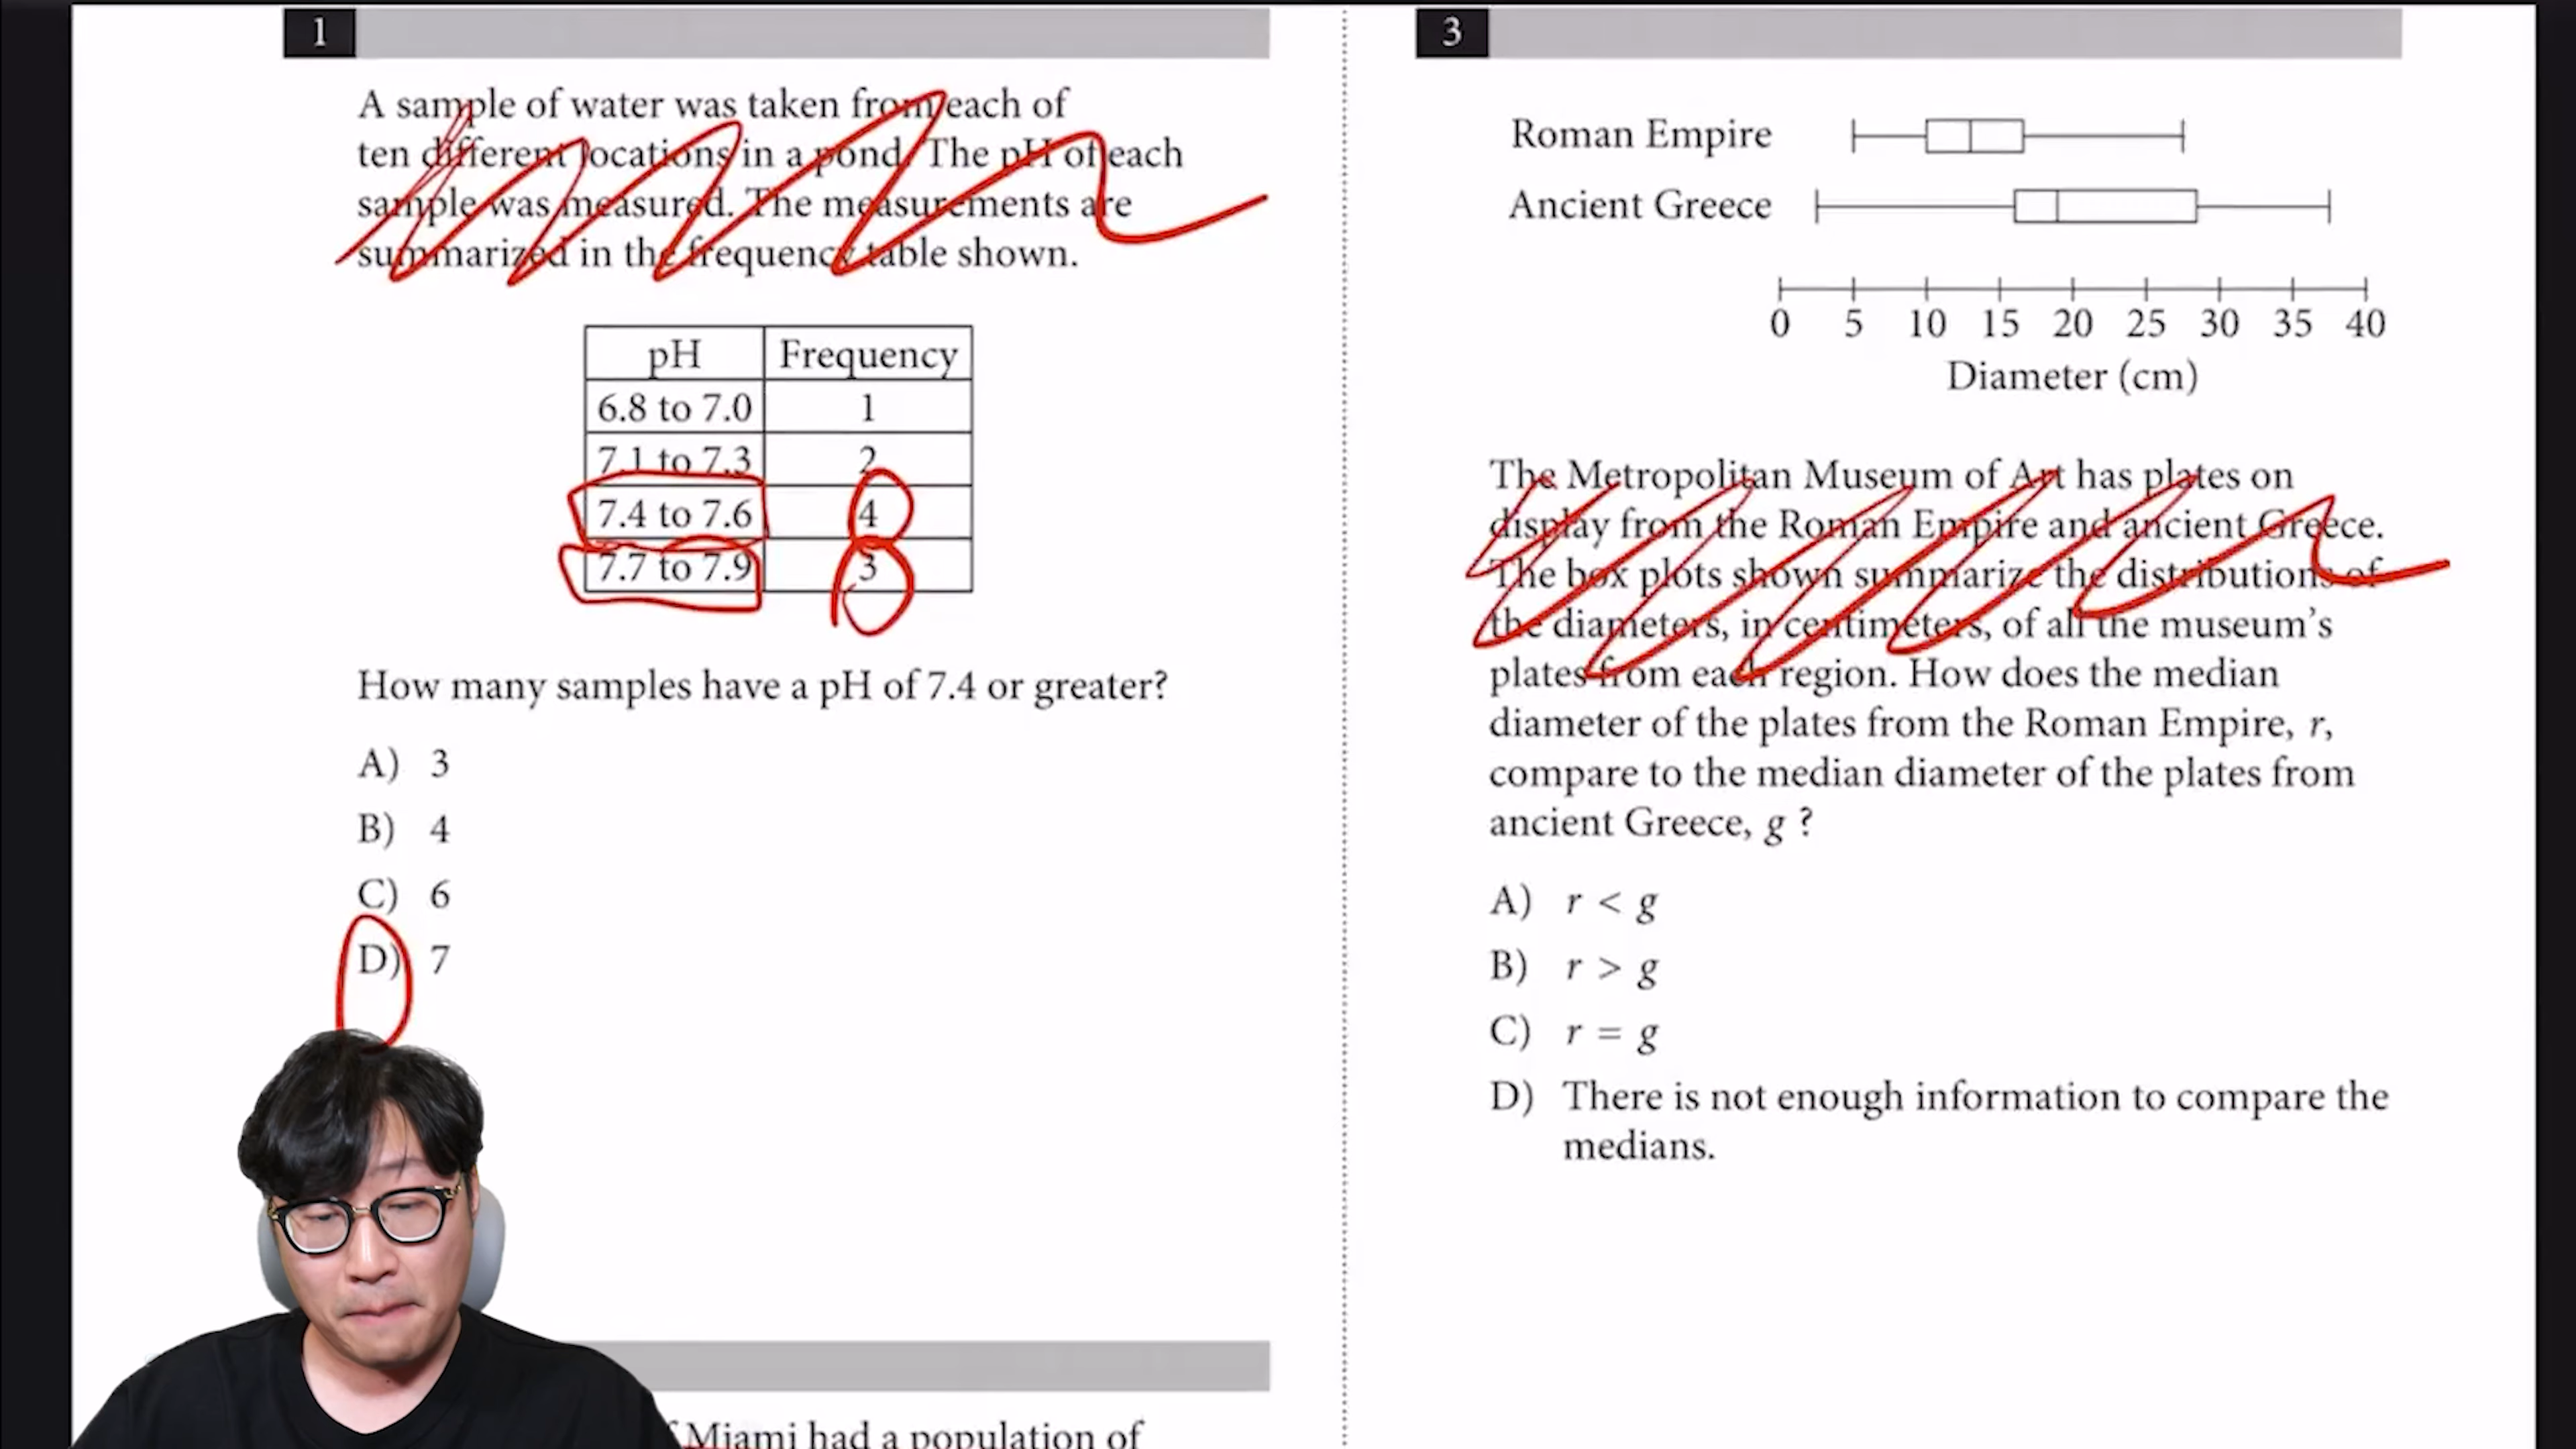 1
A sample of water was taken from each of
ten different locations in a pond. The pH of each
sample was measured. The measurements are
summarized in the frequency table shown.
pH Frequency
6.8 to 7.0 1
7.1 to 7.3 2
7.4 to 7.6 4
7.7 to 7.9 3
How many samples have a pH of 7.4 or greater?
A) 3
B) 4
C) 6
D) 7
Miami had a population of
3
Roman Empire
Ancient Greece
0 5 10 15 20 25 30 35 40
Diameter (cm)
The Metropolitan Museum of Art has plates on
display from the Roman Empire and ancient Greece.
The box plots shown summarize the distributions of
the diameters, in centimeters, of all the museum's
plates from each region. How does the median
diameter of the plates from the Roman Empire, r,
compare to the median diameter of the plates from
ancient Greece, g ?
A) r < g
B) r > g
C) r = g
D) There is not enough information to compare the
medians.